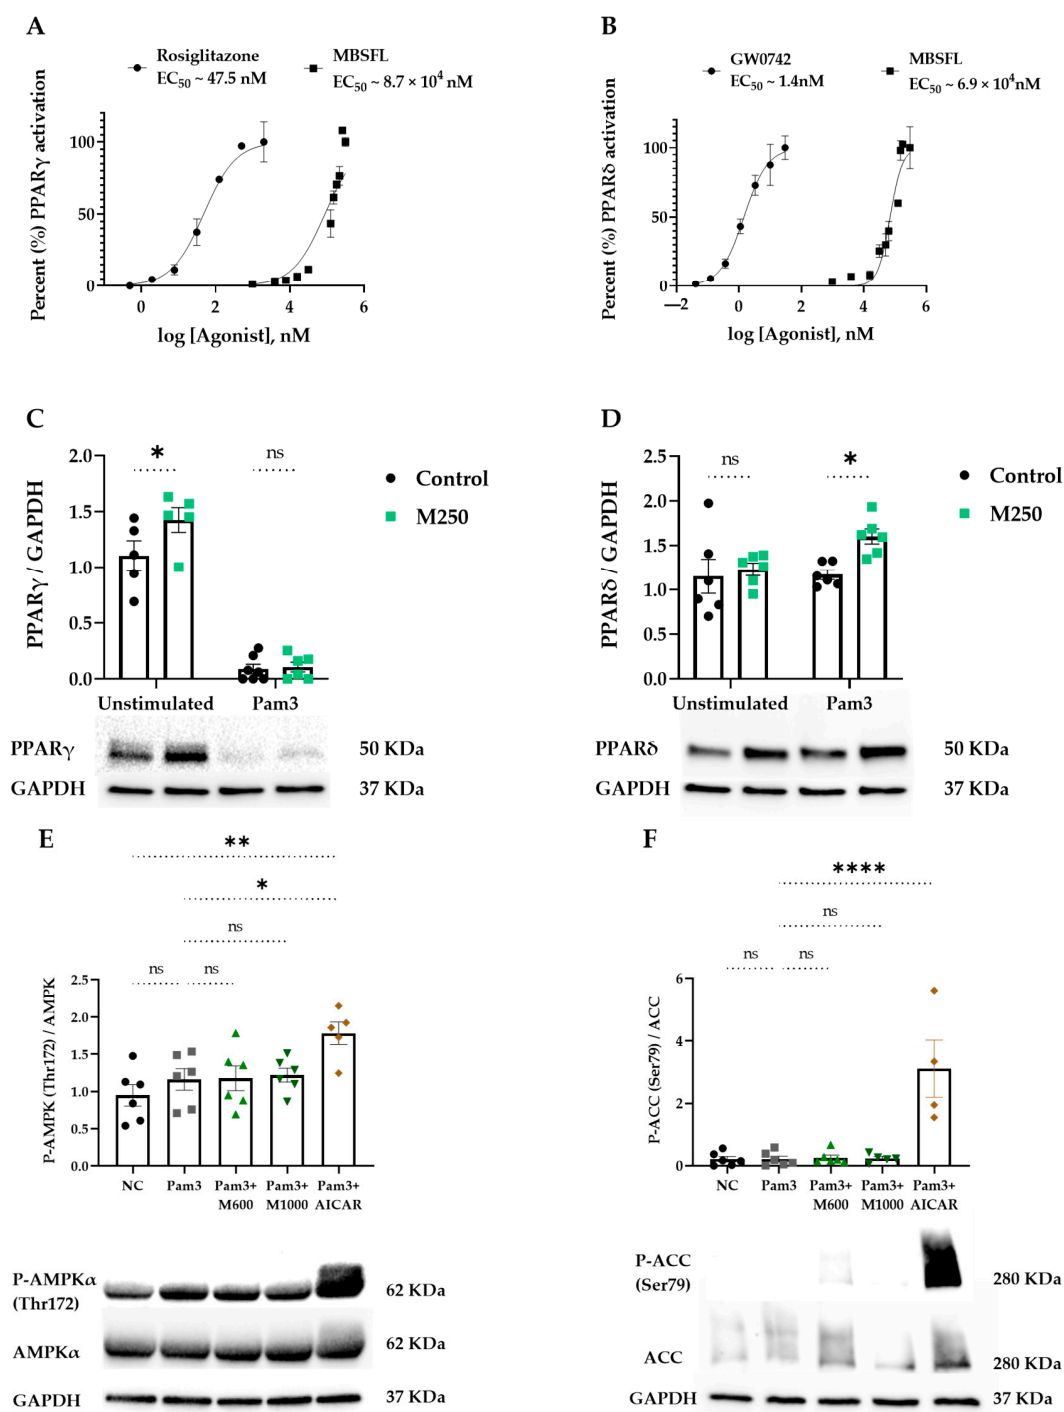 A
Rosiglitazone
EC50 ~ 47.5 nM
MBSFL
EC50 ~ 8.7 × 10⁴ nM
Percent (%) PPARγ activation
100
50
0
0 2 4 6
log [Agonist], nM
B
GW0742
EC50 ~ 1.4nM
MBSFL
EC50 ~ 6.9 × 10⁴nM
Percent (%) PPARδ activation
100
50
0
−2 0 2 4 6
log [Agonist], nM
C
PPARγ / GAPDH
2.0
1.5
1.0
0.5
0.0
*
ns
Control
M250
Unstimulated Pam3
PPARγ 50 KDa
GAPDH 37 KDa
D
PPARδ / GAPDH
2.5
2.0
1.5
1.0
0.5
0.0
ns
*
Control
M250
Unstimulated Pam3
PPARδ 50 KDa
GAPDH 37 KDa
E
**
*
ns
ns ns
P-AMPK (Thr172) / AMPK
2.5
2.0
1.5
1.0
0.5
0.0
NC Pam3 Pam3+ Pam3+ Pam3+
M600 M1000 AICAR
P-AMPKα
(Thr172)
62 KDa
AMPKα 62 KDa
GAPDH 37 KDa
F
****
ns
ns ns
P-ACC (Ser79) / ACC
6
4
2
0
NC Pam3 Pam3+ Pam3+ Pam3+
M600 M1000 AICAR
P-ACC
(Ser79)
280 KDa
ACC 280 KDa
GAPDH 37 KDa